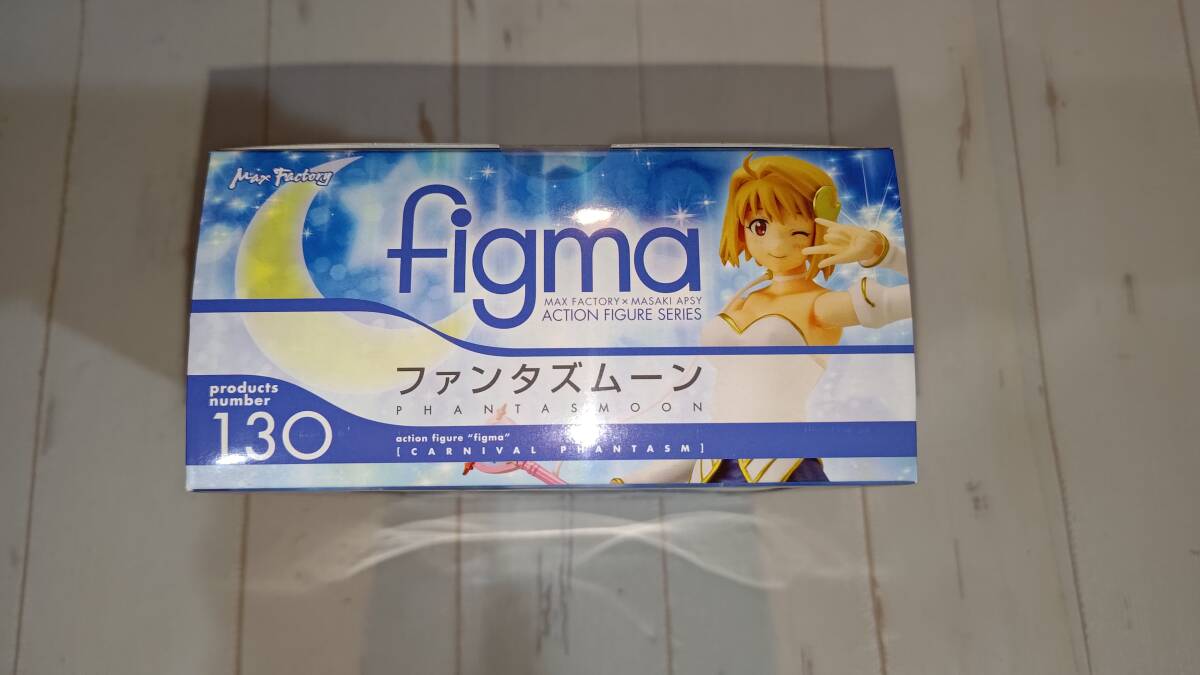 Max Factory
figma
MAX FACTORY × MASAKI APSY
ACTION FIGURE SERIES
ファンタズムーン
PHANTASMOON
products
number
130
action figure "figma"
[ CARNIVAL PHANTASM ]